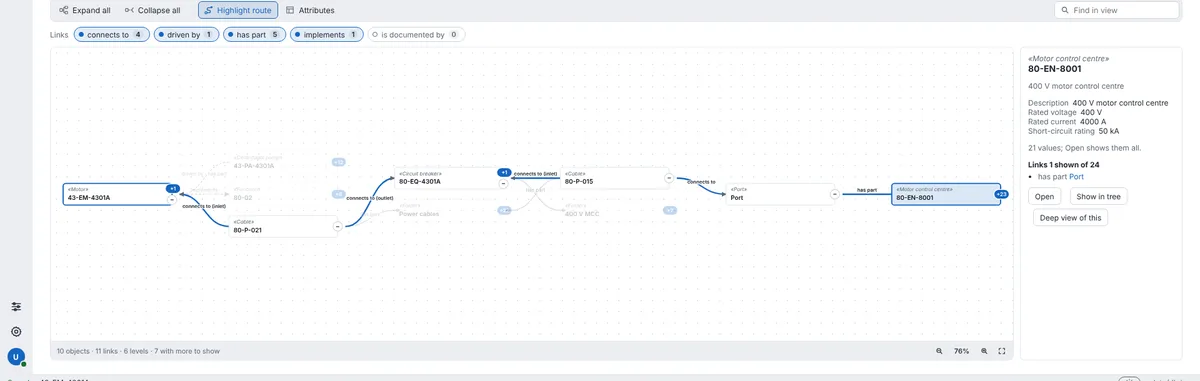 Expand all
Collapse all
Highlight route
Attributes
Find in view
Links
connects to 4
driven by 1
has part 5
implements 1
is documented by 0
«Motor»
43-EM-4301A
+1
connects to (inlet)
43-PA-4301A
80-G2
«Cable»
80-P-021
connects to (outlet)
«Circuit breaker»
80-EQ-4301A
+1
Power cables
connects to (inlet)
has part
«Cable»
80-P-015
400 V MCC
connects to
«Port»
Port
has part
«Motor control centre»
80-EN-8001
+23
10 objects · 11 links · 6 levels · 7 with more to show
76%
«Motor control centre»
80-EN-8001
400 V motor control centre
Description 400 V motor control centre
Rated voltage 400 V
Rated current 4000 A
Short-circuit rating 50 kA
21 values; Open shows them all.
Links 1 shown of 24
• has part Port
Open
Show in tree
Deep view of this
U